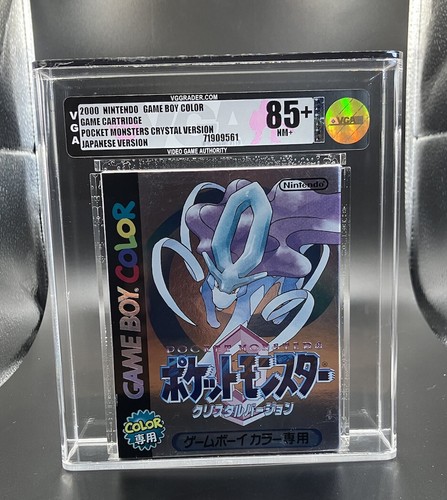 VGGRADER.COM
VGA
2000 NINTENDO GAME BOY COLOR
GAME CARTRIDGE
POCKET MONSTERS CRYSTAL VERSION
JAPANESE VERSION 71909561
VIDEO GAME AUTHORITY
85+
NM+
VGA
Nintendo
GAME BOY COLOR
POCKET MONSTERS
ポケットモンスター
クリスタルバージョン
COLOR
専用
ゲームボーイカラー専用